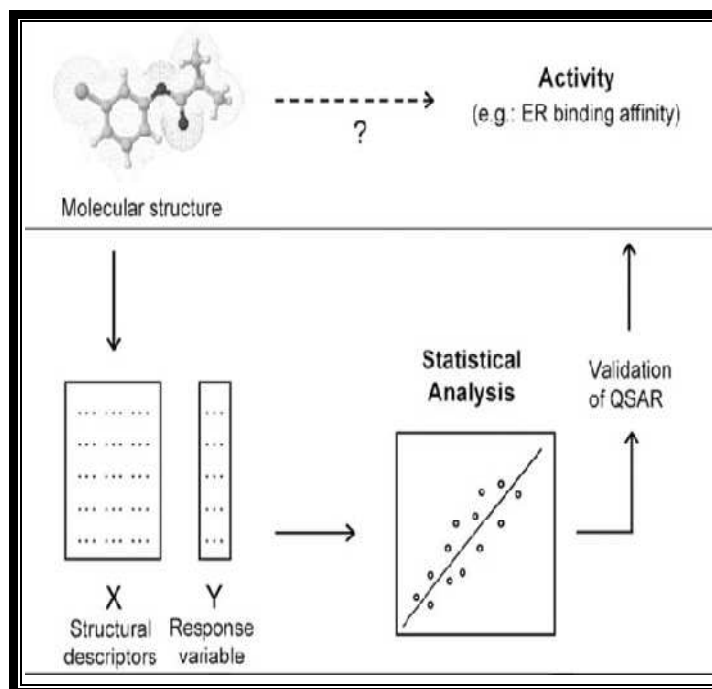 Activity
(e.g.: ER binding affinity)
?
Molecular structure
Statistical
Analysis
Validation
of QSAR
X
Structural
descriptors
Y
Response
variable